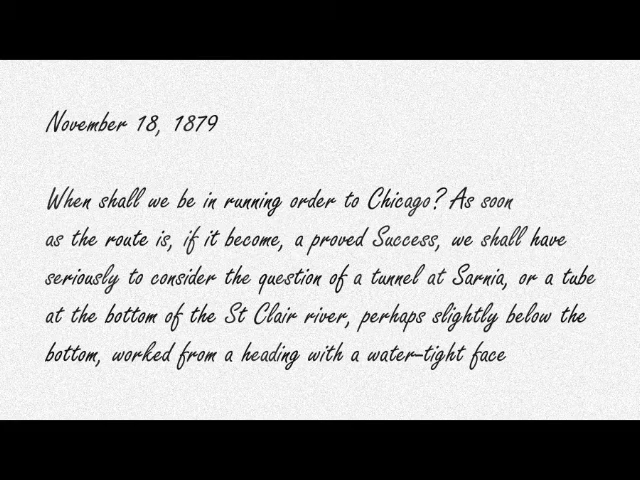 November 18, 1879
When shall we be in running order to Chicago? As soon
as the route is, if it become, a proved Success, we shall have
seriously to consider the question of a tunnel at Sarnia, or a tube
at the bottom of the St Clair river, perhaps slightly below the
bottom, worked from a heading with a water-tight face